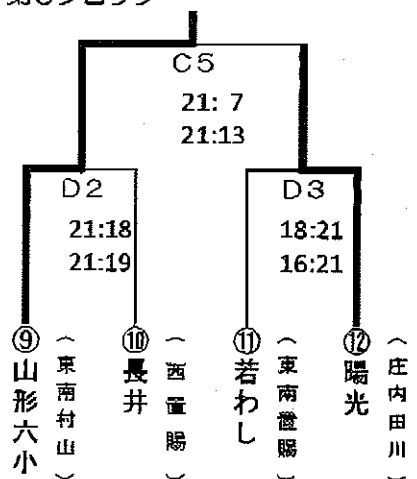 C5
21: 7
21:13
D2
21:18
21:19
D3
18:21
16:21
⑨山形六小(東南村山)
⑩長井(西置賜)
⑪若わし(東南置賜)
⑫陽光(庄内田川)